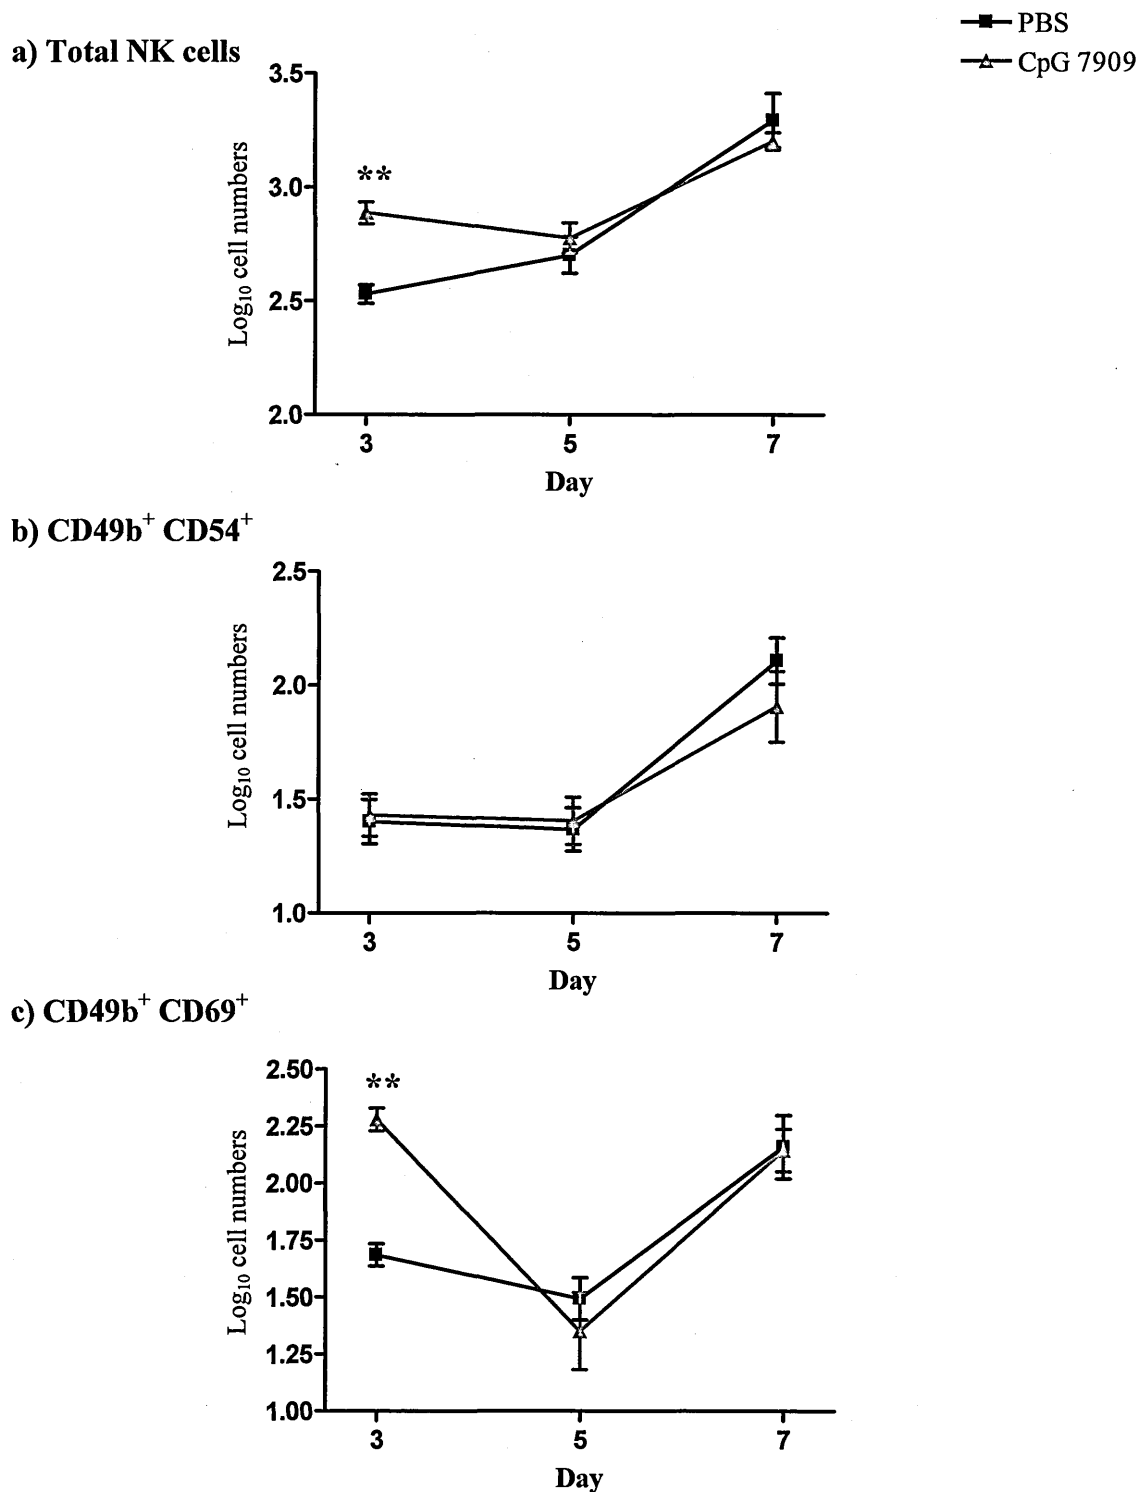 PBS
CpG 7909
a) Total NK cells
Log₁₀ cell numbers
3.5
3.0
2.5
2.0
**
3
5
7
Day
b) CD49b⁺ CD54⁺
Log₁₀ cell numbers
2.5
2.0
1.5
1.0
3
5
7
Day
c) CD49b⁺ CD69⁺
Log₁₀ cell numbers
2.50
2.25
2.00
1.75
1.50
1.25
1.00
**
3
5
7
Day